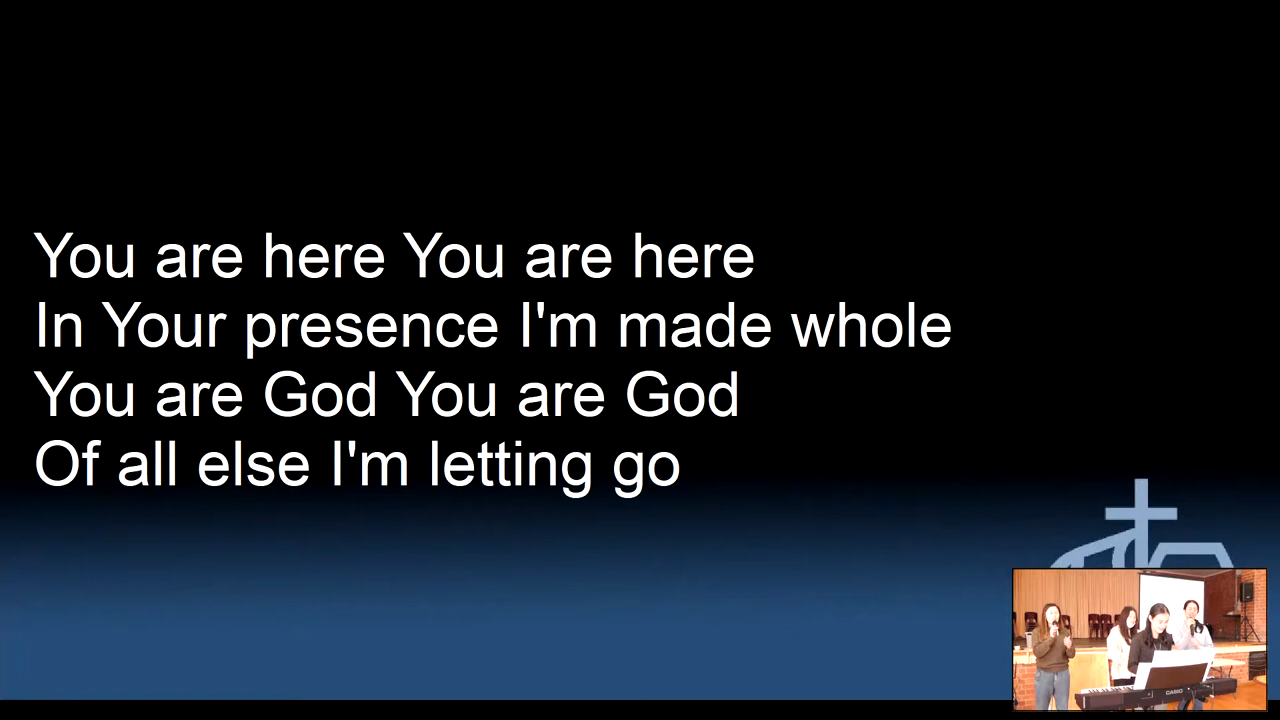 You are here You are here
In Your presence I'm made whole
You are God You are God
Of all else I'm letting go
CASIO